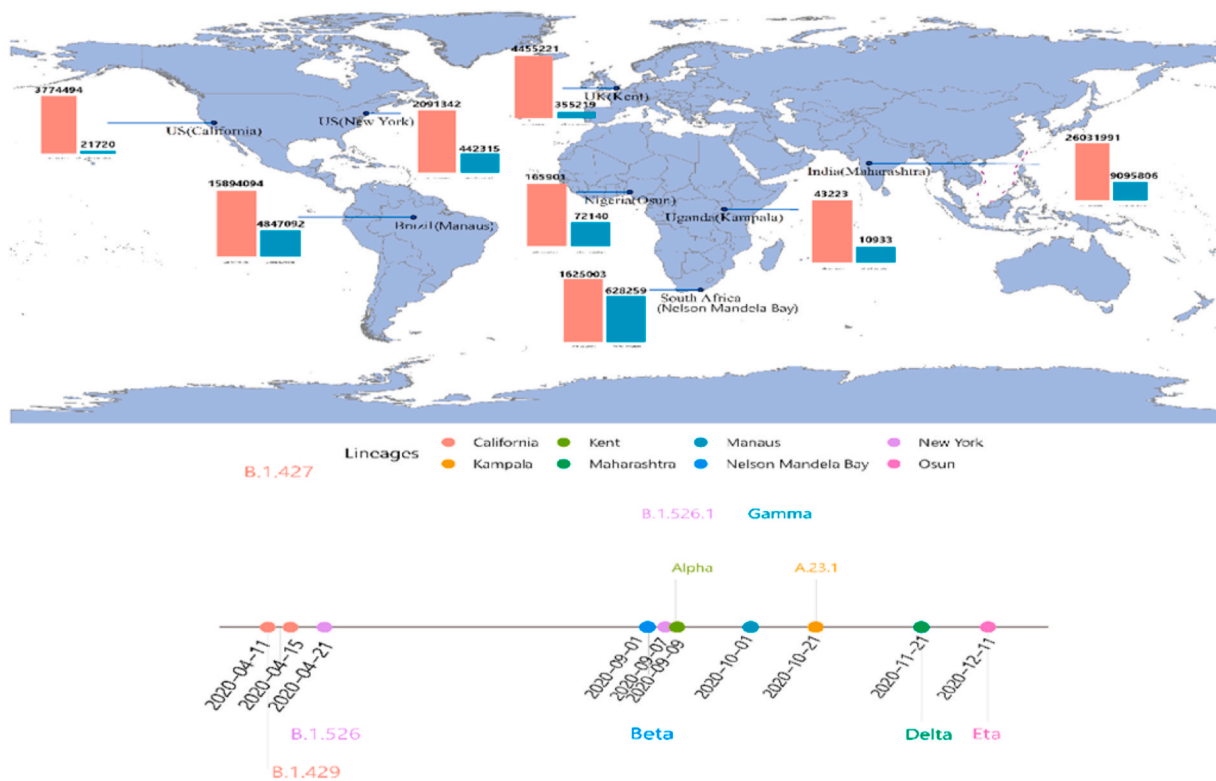 4455221
355219
UK(Kent)
3774494
21720
US(California)
US(New York)
2091342
442315
26031991
9095806
India(Maharashtra)
15894094
4847092
Brizil(Manaus)
165901
72140
Nigeria(Osun)
Uganda(Kampala)
43223
10933
1625003
628259
South Africa
(Nelson Mandela Bay)
Lineages
California
Kent
Manaus
New York
Kampala
Maharashtra
Nelson Mandela Bay
Osun
B.1.427
B.1.526.1
Gamma
Alpha
A.23.1
2020-04-11
2020-04-15
2020-04-21
2020-09-01
2020-09-07
2020-09-09
2020-10-01
2020-10-21
2020-11-21
2020-12-11
B.1.526
Beta
Delta
Eta
B.1.429